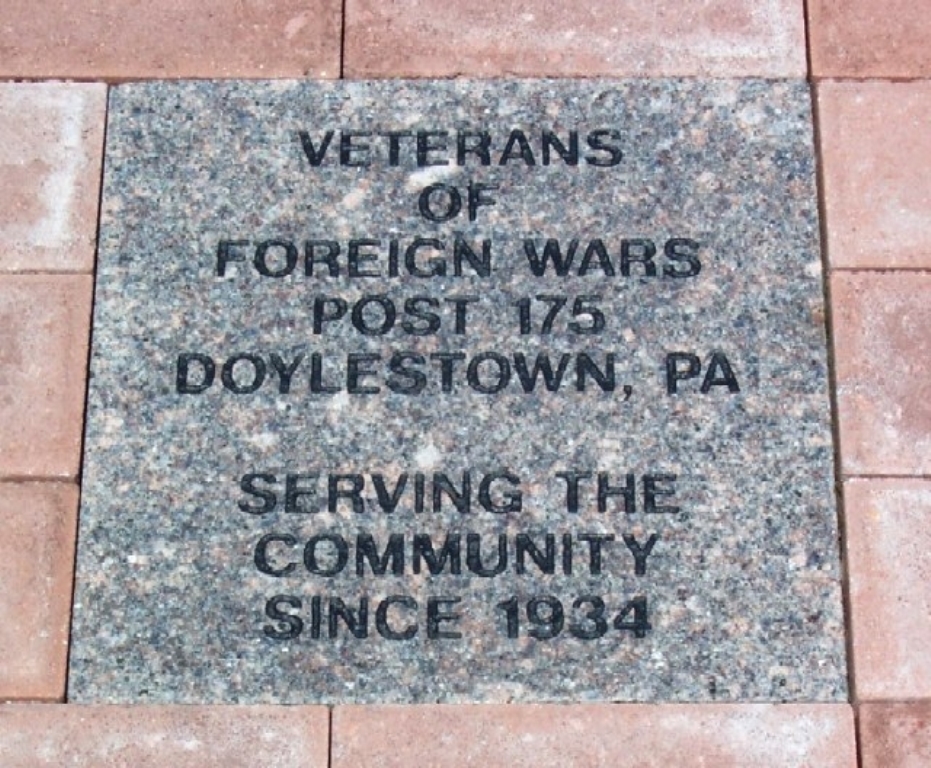 VETERANS
OF
FOREIGN WARS
POST 175
DOYLESTOWN, PA
SERVING THE
COMMUNITY
SINCE 1934